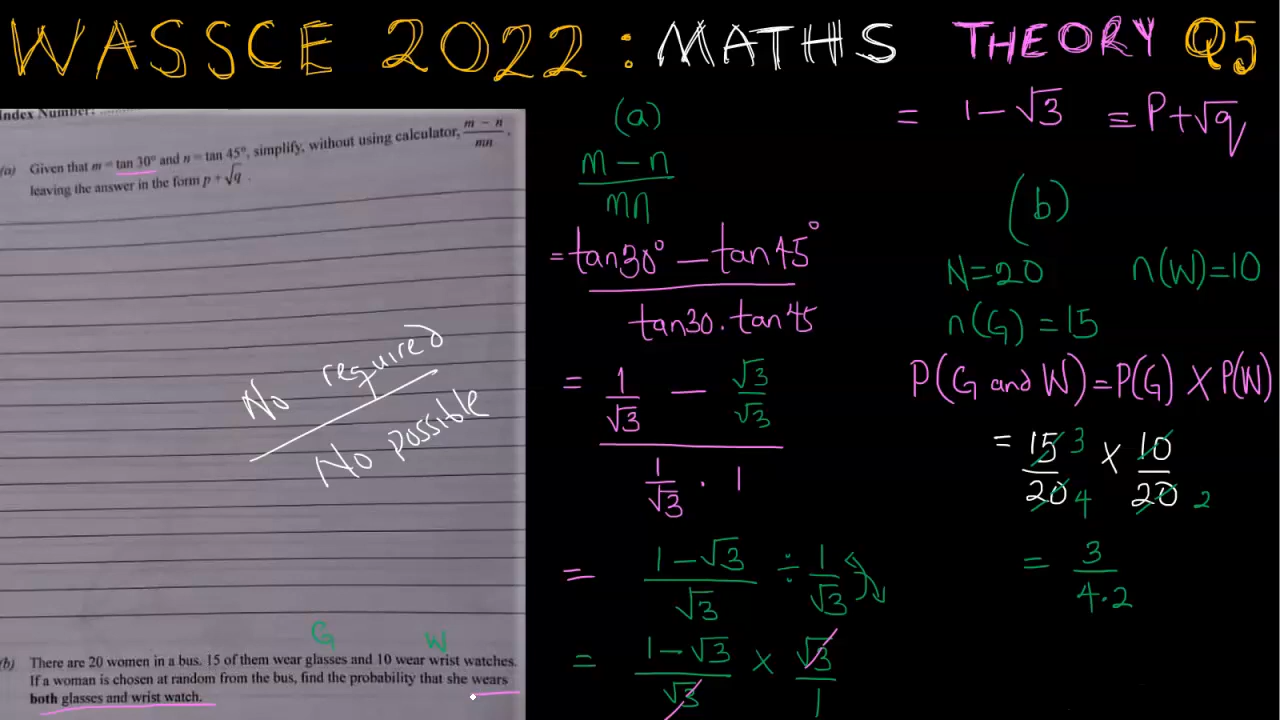 WASSCE 2022: MATHS THEORY Q5
Index Number:
(a) Given that m = tan 30° and n = tan 45°, simplify, without using calculator, \frac{m - n}{mn},
leaving the answer in the form p + √q.
No required
No possible
G W
(b) There are 20 women in a bus. 15 of them wear glasses and 10 wear wrist watches.
If a woman is chosen at random from the bus, find the probability that she wears
both glasses and wrist watch.
(a)
m - n
mn
= tan30° - tan45°
tan30 . tan45
= 1/√3 - √3/√3
1/√3 . 1
= (1-√3)/√3 ÷ 1/√3
= (1-√3)/√3 × √3/1
= 1-√3 ≡ P+√q
(b)
N=20 n(W)=10
n(G) = 15
P(G and W) = P(G) X P(W)
= 15/20 3 4 × 10/20 2
= 3/4.2